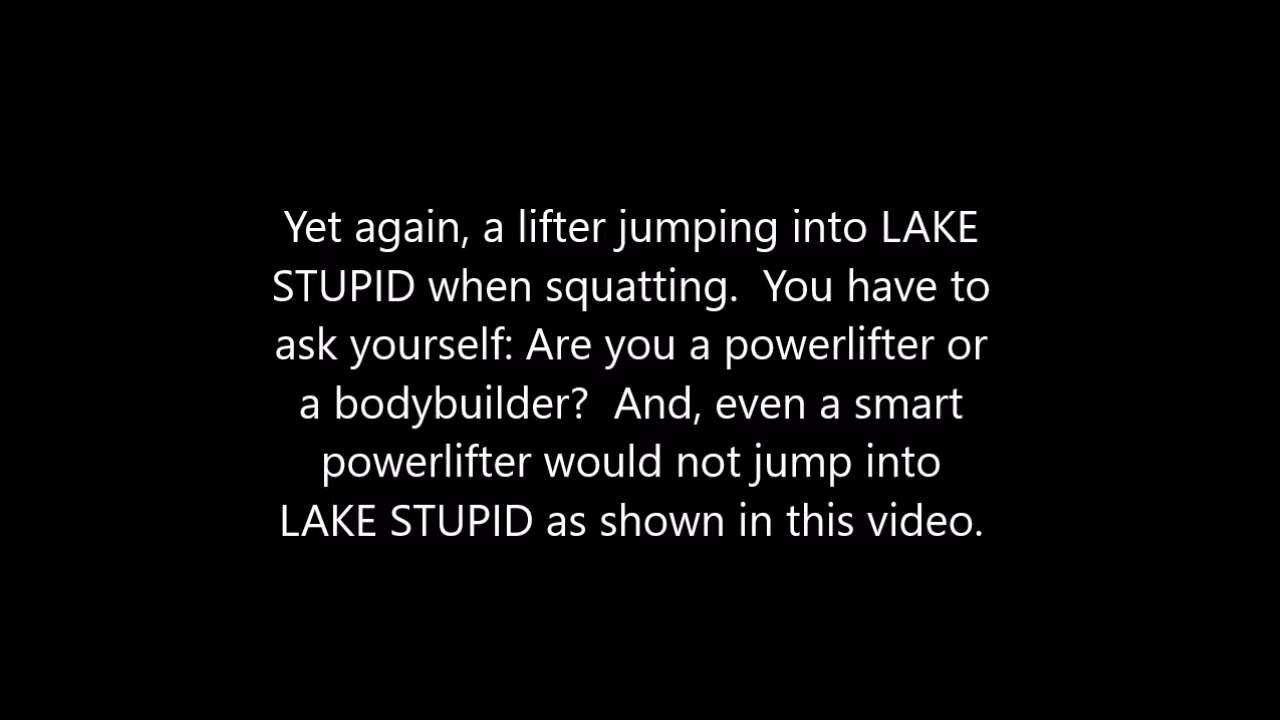 Yet again, a lifter jumping into LAKE
STUPID when squatting.  You have to
ask yourself: Are you a powerlifter or
a bodybuilder?  And, even a smart
powerlifter would not jump into
LAKE STUPID as shown in this video.